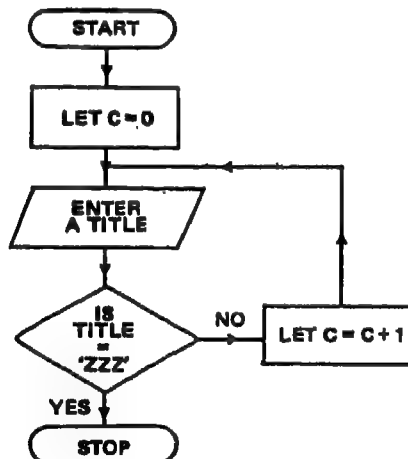 START
LET C = 0
ENTER
A TITLE
IS
TITLE
=
'ZZZ'
NO
LET C = C + 1
YES
STOP